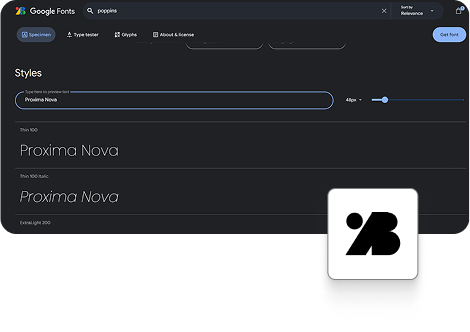 Google Fonts
poppins
Sort by
Relevance
Specimen
Type tester
Glyphs
About & license
Get font
Styles
Type here to preview text
Proxima Nova
48px
Thin 100
Proxima Nova
Thin 100 Italic
Proxima Nova
ExtraLight 200